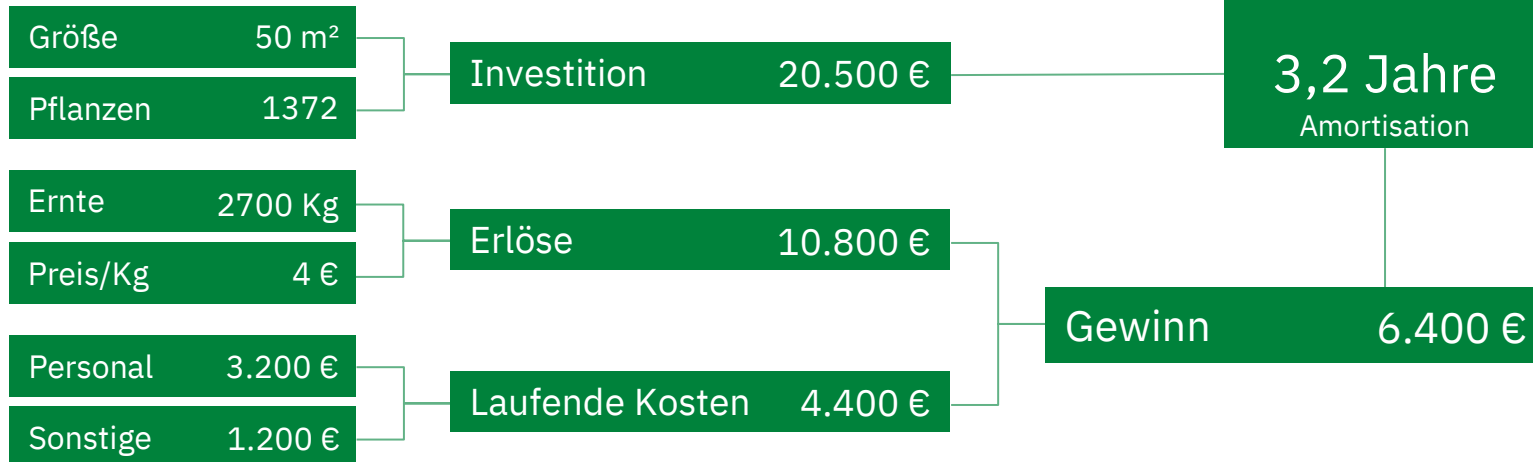 Größe 50 m²
Pflanzen 1372
Investition 20.500 €
3,2 Jahre
Amortisation
Ernte 2700 Kg
Preis/Kg 4 €
Erlöse 10.800 €
Gewinn 6.400 €
Personal 3.200 €
Sonstige 1.200 €
Laufende Kosten 4.400 €